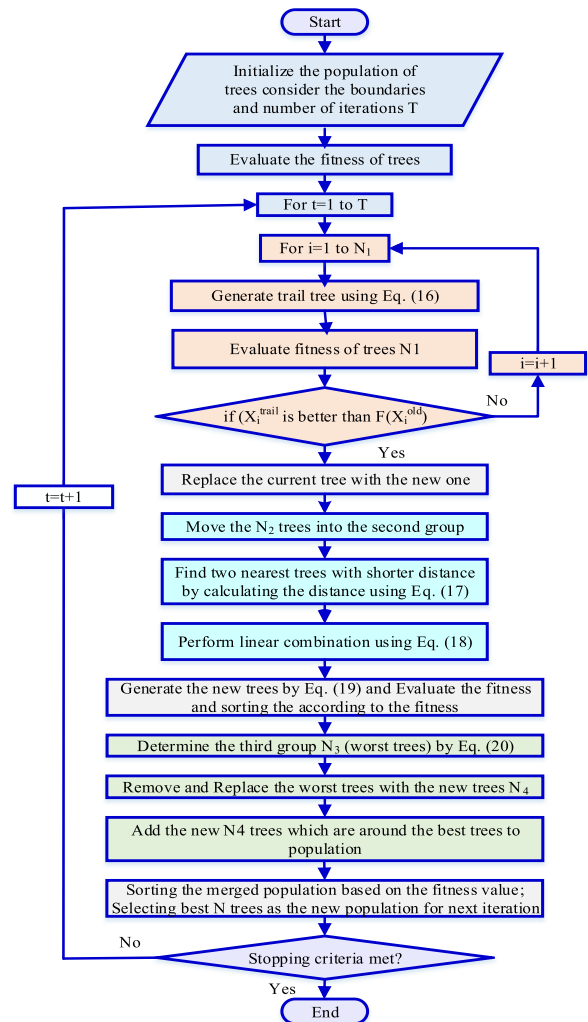 Start
Initialize the population of
trees consider the boundaries
and number of iterations T
Evaluate the fitness of trees
For t=1 to T
For i=1 to N₁
Generate trail tree using Eq. (16)
Evaluate fitness of trees N1
i=i+1
if (Xᵢᵗʳᵃⁱˡ is better than F(Xᵢᵒˡᵈ)
No
Yes
Replace the current tree with the new one
t=t+1
Move the N₂ trees into the second group
Find two nearest trees with shorter distance
by calculating the distance using Eq. (17)
Perform linear combination using Eq. (18)
Generate the new trees by Eq. (19) and Evaluate the fitness
and sorting the according to the fitness
Determine the third group N₃ (worst trees) by Eq. (20)
Remove and Replace the worst trees with the new trees N₄
Add the new N4 trees which are around the best trees to
population
Sorting the merged population based on the fitness value;
Selecting best N trees as the new population for next iteration
No
Stopping criteria met?
Yes
End